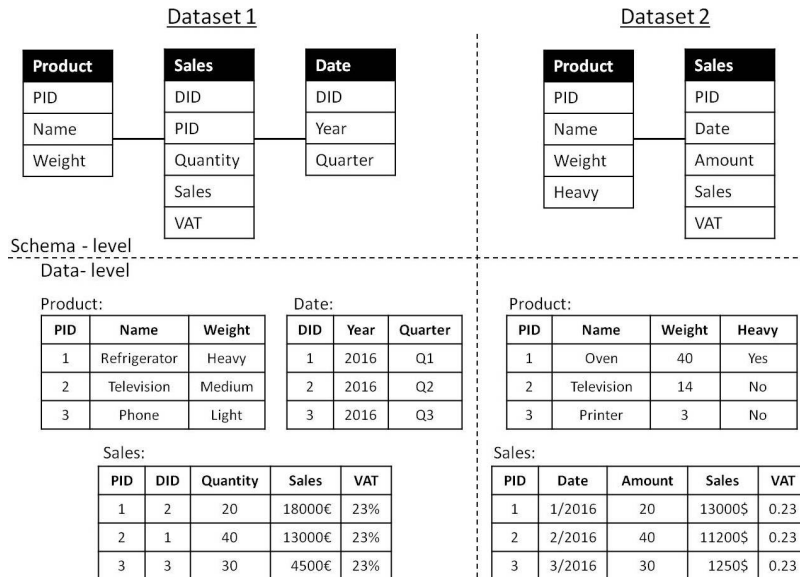 Dataset 1
Dataset 2
Product Sales Date
PID DID DID
Name PID Year
Weight Quantity Quarter
Sales
VAT
Product Sales
PID PID
Name Date
Weight Amount
Heavy Sales
VAT
Schema - level
Data- level
Product:
PID Name Weight
1 Refrigerator Heavy
2 Television Medium
3 Phone Light
Date:
DID Year Quarter
1 2016 Q1
2 2016 Q2
3 2016 Q3
Product:
PID Name Weight Heavy
1 Oven 40 Yes
2 Television 14 No
3 Printer 3 No
Sales:
PID DID Quantity Sales VAT
1 2 20 18000€ 23%
2 1 40 13000€ 23%
3 3 30 4500€ 23%
Sales:
PID Date Amount Sales VAT
1 1/2016 20 13000$ 0.23
2 2/2016 40 11200$ 0.23
3 3/2016 30 1250$ 0.23